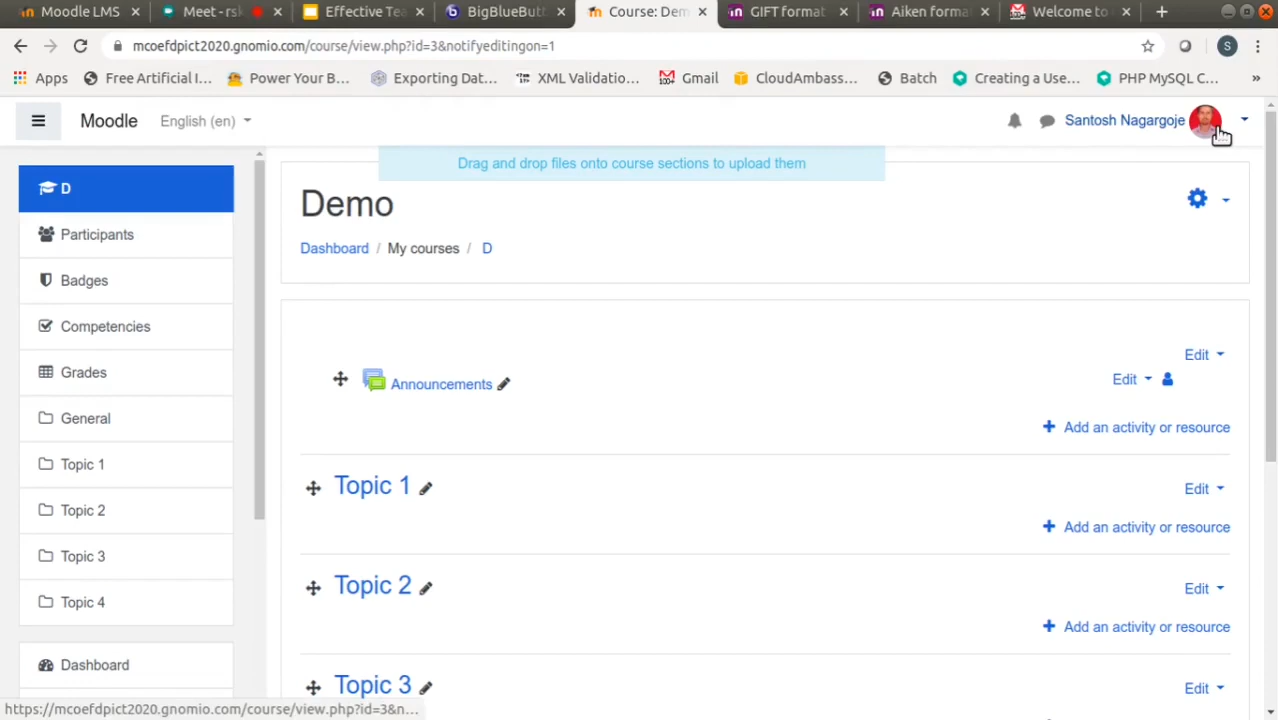 Moodle LMS
Meet - rsk
Effective Tea
BigBlueButt
Course: Dem
GIFT format
Aiken forma
Welcome to
mcoefdpict2020.gnomio.com/course/view.php?id=3&notifyeditingon=1
S
Apps
Free Artificial I...
Power Your B...
Exporting Dat...
XML Validatio...
Gmail
CloudAmbass...
Batch
Creating a Use...
PHP MySQL C...
»
Moodle
English (en)
Santosh Nagargoje
Drag and drop files onto course sections to upload them
D
Participants
Badges
Competencies
Grades
General
Topic 1
Topic 2
Topic 3
Topic 4
Dashboard
Demo
Dashboard / My courses / D
Edit
Announcements
Edit
Add an activity or resource
Topic 1
Edit
Add an activity or resource
Topic 2
Edit
Add an activity or resource
Topic 3
Edit
https://mcoefdpict2020.gnomio.com/course/view.php?id=3&n...